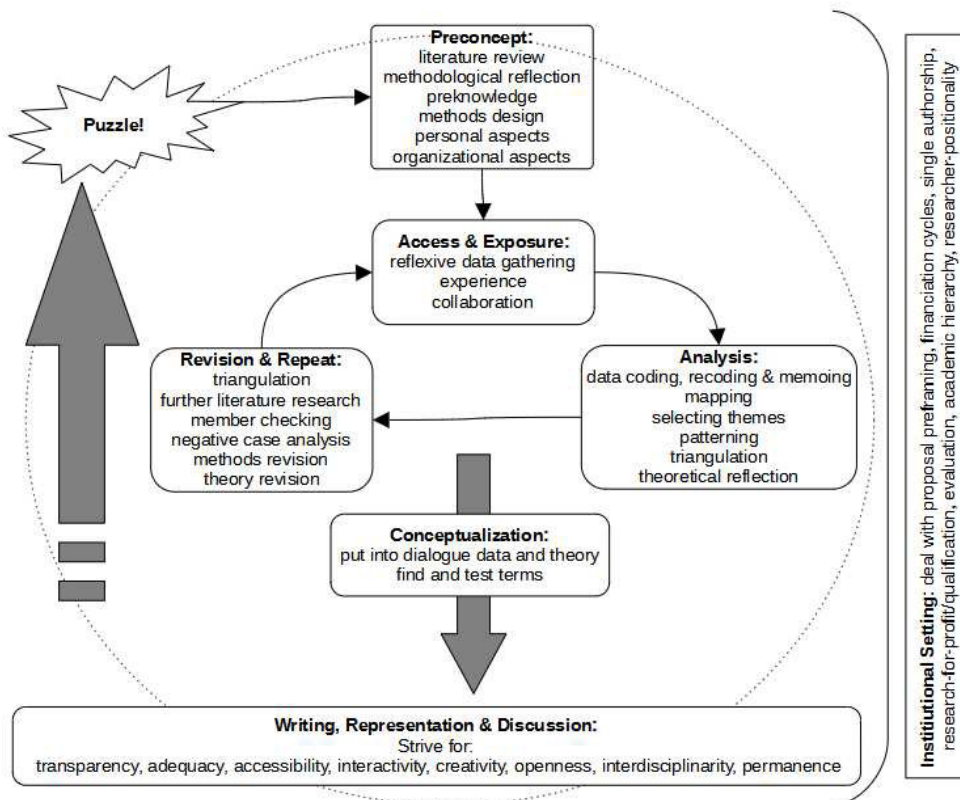 Puzzle!
Preconcept:
literature review
methodological reflection
preknowledge
methods design
personal aspects
organizational aspects
Access & Exposure:
reflexive data gathering
experience
collaboration
Revision & Repeat:
triangulation
further literature research
member checking
negative case analysis
methods revision
theory revision
Analysis:
data coding, recoding & memoing
mapping
selecting themes
patterning
triangulation
theoretical reflection
Conceptualization:
put into dialogue data and theory
find and test terms
Writing, Representation & Discussion:
Strive for:
transparency, adequacy, accessibility, interactivity, creativity, openness, interdisciplinarity, permanence
Institiutional Setting: deal with proposal preframing, financiation cycles, single authorship,
research-for-profit/qualification, evaluation, academic hierarchy, researcher-positionality